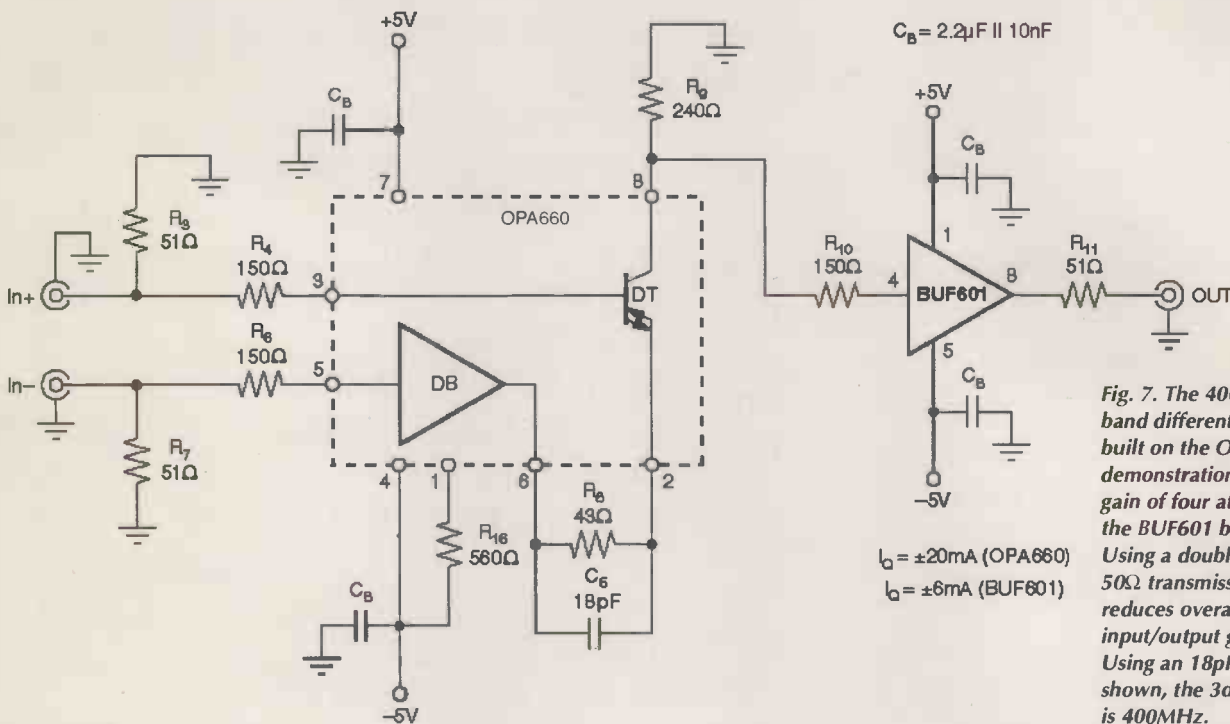 +5V
C_B = 2.2µF II 10nF
C_B
R₉
240Ω
+5V
C_B
7
8
OPA660
R₃
51Ω
R₄
150Ω
3
In+
DT
R₁₀
150Ω
4
1
BUF601
8
R₁₁
51Ω
OUT
5
R₆
150Ω
5
In−
DB
C_B
R₇
51Ω
4
1
6
2
−5V
R₁₆
560Ω
R₈
43Ω
C₆
18pF
C_B
−5V
I_Q = ±20mA (OPA660)
I_Q = ±6mA (BUF601)
Fig. 7. The 40
band different
built on the O
demonstration
gain of four at
the BUF601 b
Using a doubl
50Ω transmiss
reduces overa
input/output g
Using an 18pl
shown, the 3d
is 400MHz.